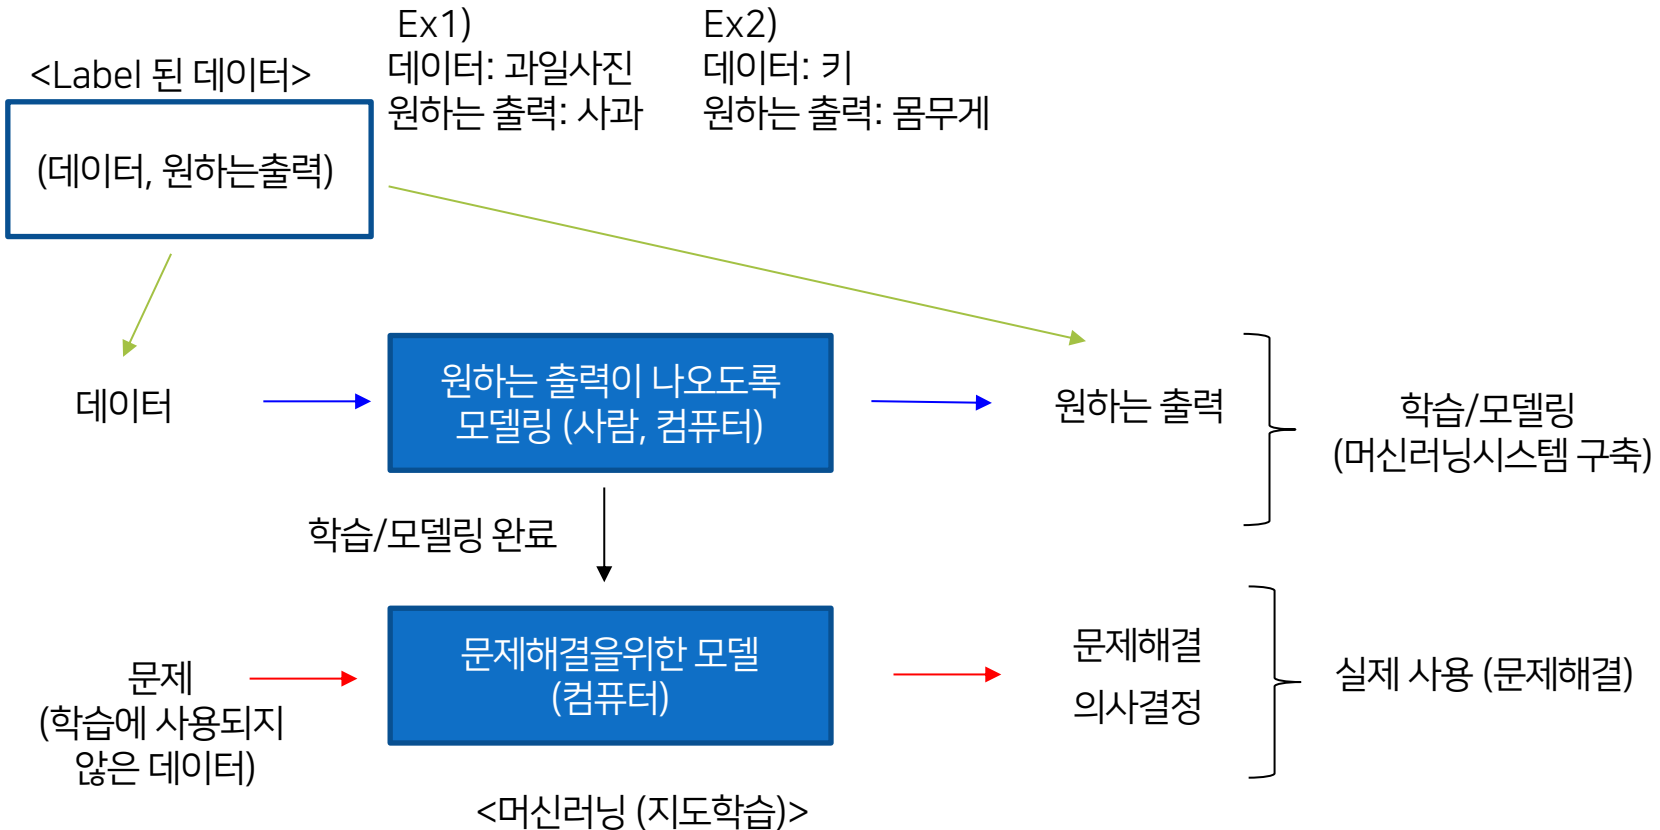 <Label 된 데이터>
(데이터, 원하는출력)
Ex1)
데이터: 과일사진
원하는 출력: 사과
Ex2)
데이터: 키
원하는 출력: 몸무게
데이터
원하는 출력이 나오도록
모델링 (사람, 컴퓨터)
원하는 출력
학습/모델링
(머신러닝시스템 구축)
학습/모델링 완료
문제
(학습에 사용되지
않은 데이터)
문제해결을위한 모델
(컴퓨터)
문제해결
의사결정
실제 사용 (문제해결)
<머신러닝 (지도학습)>